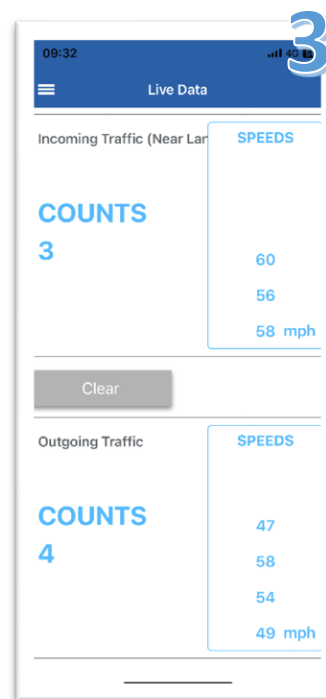 3
09:32 4G
Live Data
Incoming Traffic (Near Lar
SPEEDS
COUNTS
3
60
56
58 mph
Clear
Outgoing Traffic
SPEEDS
COUNTS
4
47
58
54
49 mph